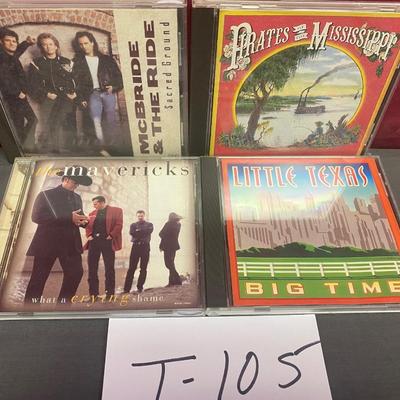 McBRIDE
& THE RIDE
Sacred Ground
PIRATES OF THE MISSISSIPPI
the mavericks
what a crying shame
LITTLE TEXAS
BIG TIME
T-105